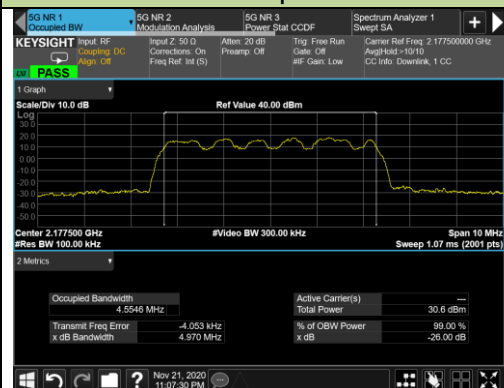 5G NR 1
Occupied BW
5G NR 2
Modulation Analysis
5G NR 3
Power Stat CCDF
Spectrum Analyzer 1
Swept SA
KEYSIGHT
Input: RF
Coupling: DC
Align: Off
Input Z: 50 Ω
Corrections: On
Freq Ref: Int (S)
Atten: 20 dB
Preamp: Off
Trig: Free Run
Gate: Off
#IF Gain: Low
Carrier Ref Freq: 2.177500000 GHz
Avg|Hold:>10/10
CC Info: Downlink, 1 CC
LM PASS
1 Graph
Scale/Div 10.0 dB
Ref Value 40.00 dBm
Log
30.0
20.0
10.0
0.00
-10.0
-20.0
-30.0
-40.0
-50.0
Center 2.177500 GHz
#Video BW 300.00 kHz
Span 10 MHz
#Res BW 100.00 kHz
Sweep 1.07 ms (2001 pts)
2 Metrics
Occupied Bandwidth
4.5546 MHz
Active Carrier(s)
---
Total Power
30.6 dBm
Transmit Freq Error
-4.053 kHz
% of OBW Power
99.00 %
x dB Bandwidth
4.970 MHz
x dB
-26.00 dB
Nov 21, 2020
11:07:30 PM